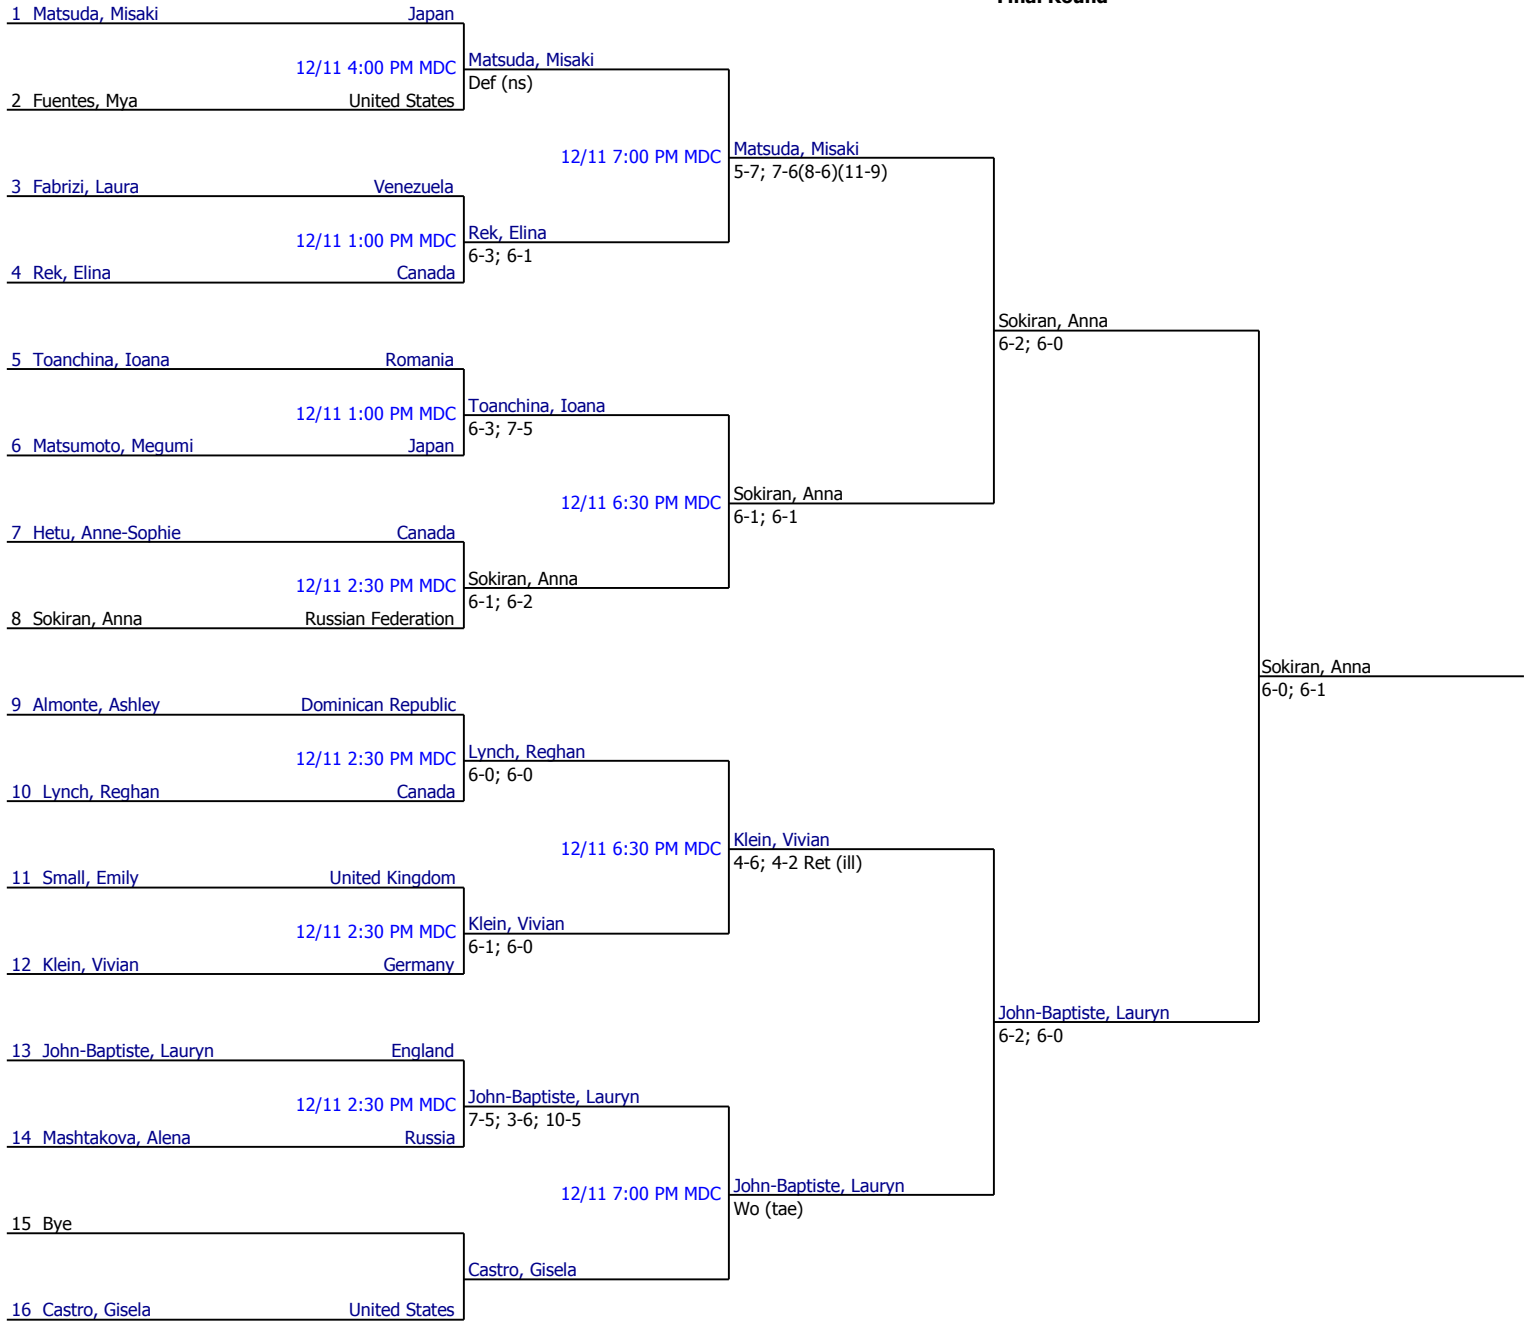 Final Round
1 Matsuda, Misaki Japan
12/11 4:00 PM MDC Matsuda, Misaki
Def (ns)
2 Fuentes, Mya United States
12/11 7:00 PM MDC Matsuda, Misaki
5-7; 7-6(8-6)(11-9)
3 Fabrizi, Laura Venezuela
12/11 1:00 PM MDC Rek, Elina
6-3; 6-1
4 Rek, Elina Canada
Sokiran, Anna
6-2; 6-0
5 Toanchina, Ioana Romania
12/11 1:00 PM MDC Toanchina, Ioana
6-3; 7-5
6 Matsumoto, Megumi Japan
12/11 6:30 PM MDC Sokiran, Anna
6-1; 6-1
7 Hetu, Anne-Sophie Canada
12/11 2:30 PM MDC Sokiran, Anna
6-1; 6-2
8 Sokiran, Anna Russian Federation
Sokiran, Anna
6-0; 6-1
9 Almonte, Ashley Dominican Republic
12/11 2:30 PM MDC Lynch, Reghan
6-0; 6-0
10 Lynch, Reghan Canada
12/11 6:30 PM MDC Klein, Vivian
4-6; 4-2 Ret (ill)
11 Small, Emily United Kingdom
12/11 2:30 PM MDC Klein, Vivian
6-1; 6-0
12 Klein, Vivian Germany
John-Baptiste, Lauryn
6-2; 6-0
13 John-Baptiste, Lauryn England
12/11 2:30 PM MDC John-Baptiste, Lauryn
7-5; 3-6; 10-5
14 Mashtakova, Alena Russia
12/11 7:00 PM MDC John-Baptiste, Lauryn
Wo (tae)
15 Bye
Castro, Gisela
16 Castro, Gisela United States